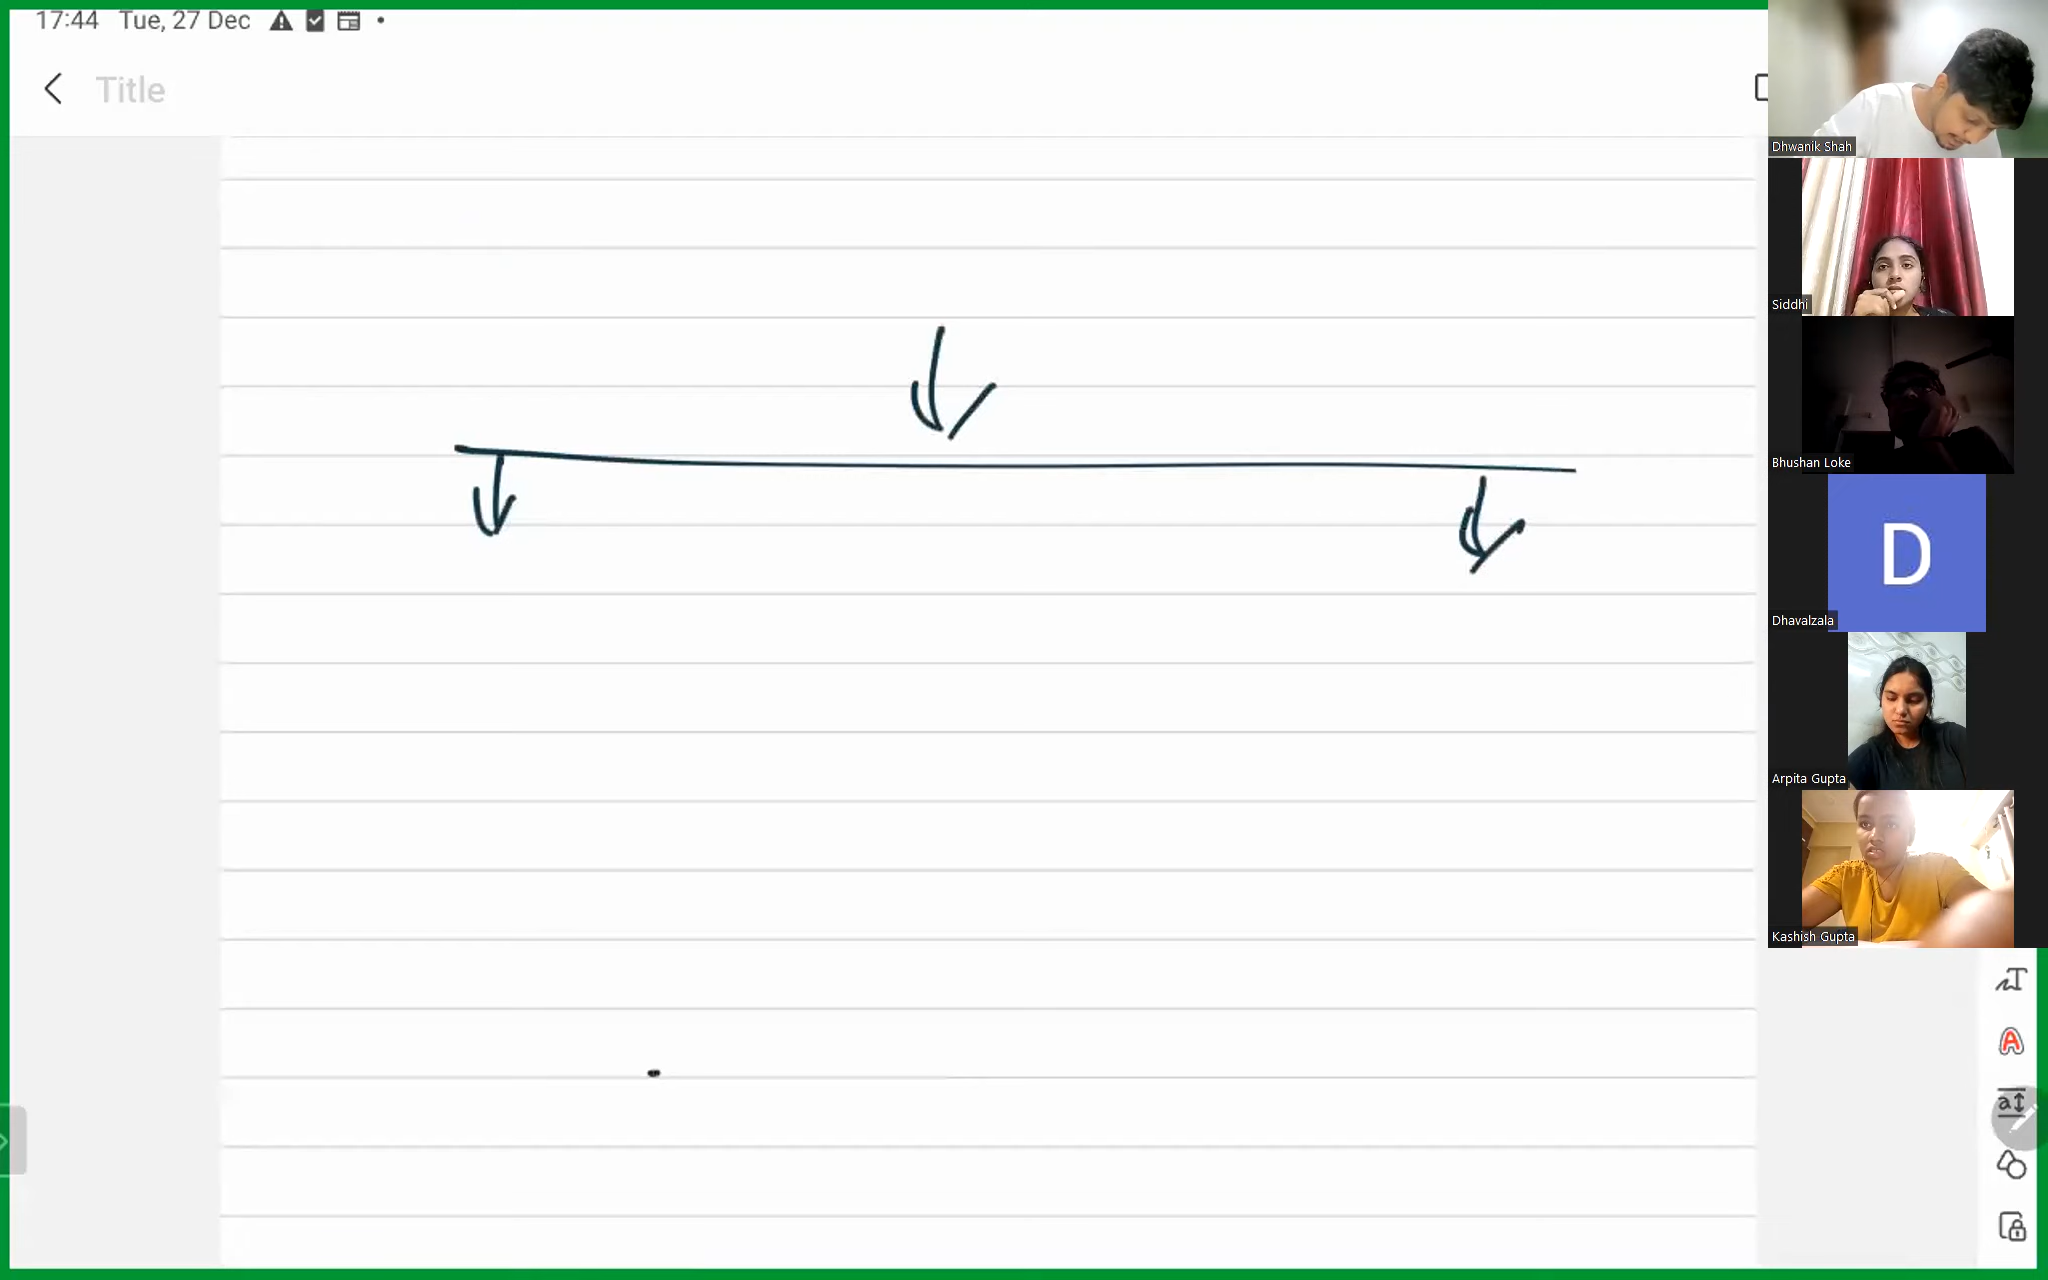 17:44 Tue, 27 Dec
Title
Dhwanik Shah
Siddhi
Bhushan Loke
D
Dhavalzala
Arpita Gupta
Kashish Gupta
T
A
a